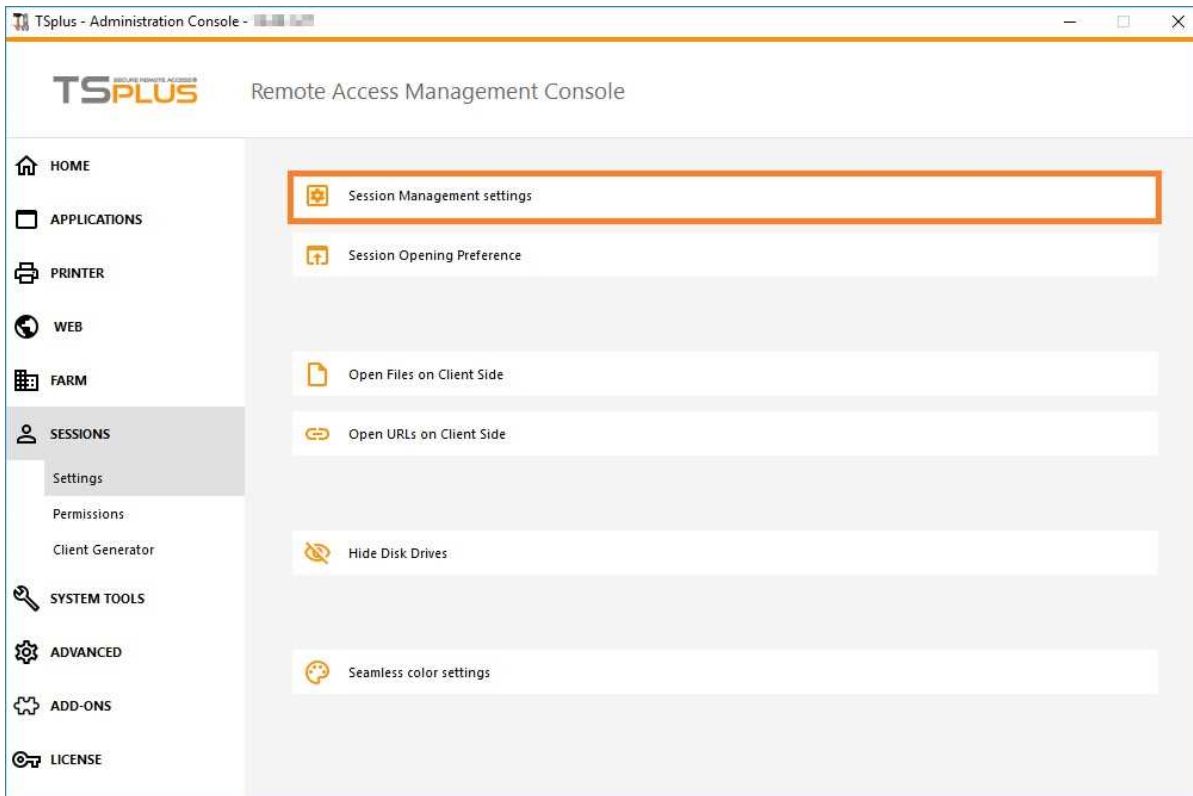 TSplus - Administration Console -
TSPLUS
SECURE REMOTE ACCESS
Remote Access Management Console
HOME
APPLICATIONS
PRINTER
WEB
FARM
SESSIONS
Settings
Permissions
Client Generator
SYSTEM TOOLS
ADVANCED
ADD-ONS
LICENSE
Session Management settings
Session Opening Preference
Open Files on Client Side
Open URLs on Client Side
Hide Disk Drives
Seamless color settings